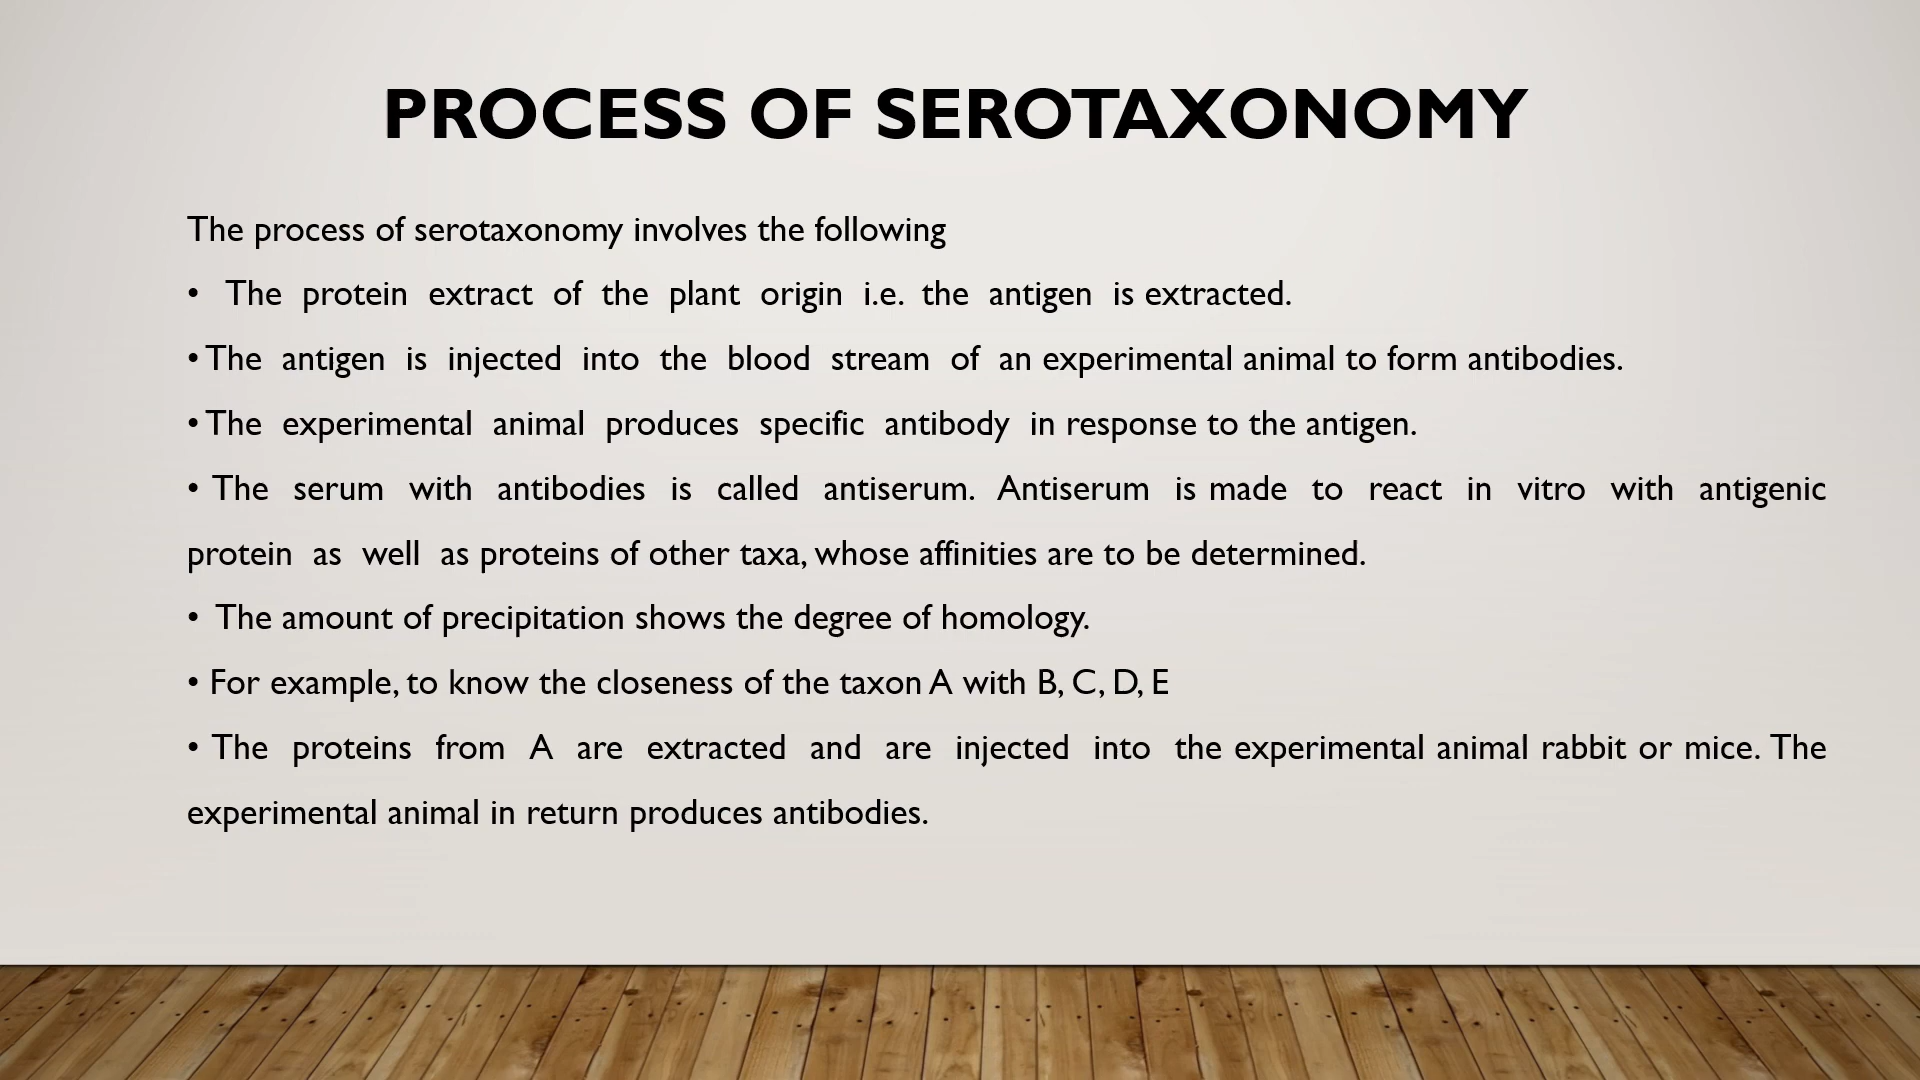 PROCESS OF SEROTAXONOMY
The process of serotaxonomy involves the following
• The protein extract of the plant origin i.e. the antigen is extracted.
• The antigen is injected into the blood stream of an experimental animal to form antibodies.
• The experimental animal produces specific antibody in response to the antigen.
• The serum with antibodies is called antiserum. Antiserum is made to react in vitro with antigenic
protein as well as proteins of other taxa, whose affinities are to be determined.
• The amount of precipitation shows the degree of homology.
• For example, to know the closeness of the taxon A with B, C, D, E
• The proteins from A are extracted and are injected into the experimental animal rabbit or mice. The
experimental animal in return produces antibodies.